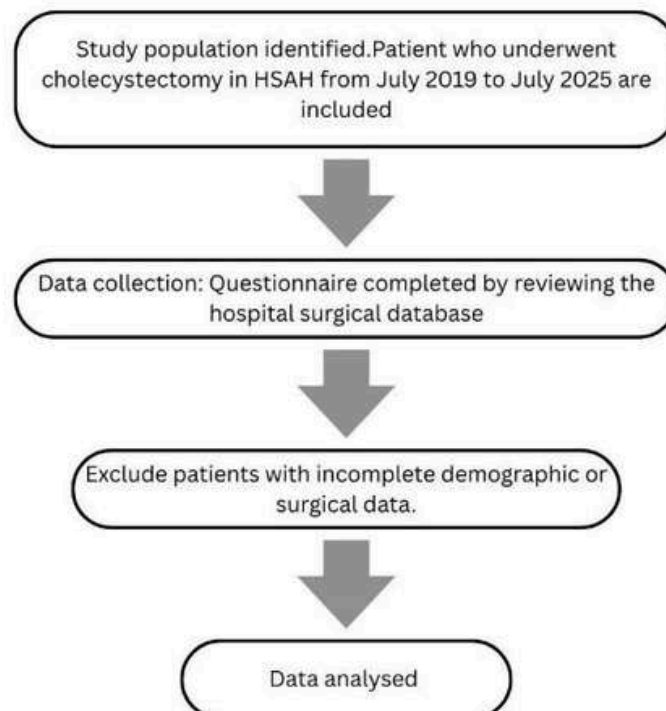 Study population identified.Patient who underwent
cholecystectomy in HSAH from July 2019 to July 2025 are
included
Data collection: Questionnaire completed by reviewing the
hospital surgical database
Exclude patients with incomplete demographic or
surgical data.
Data analysed